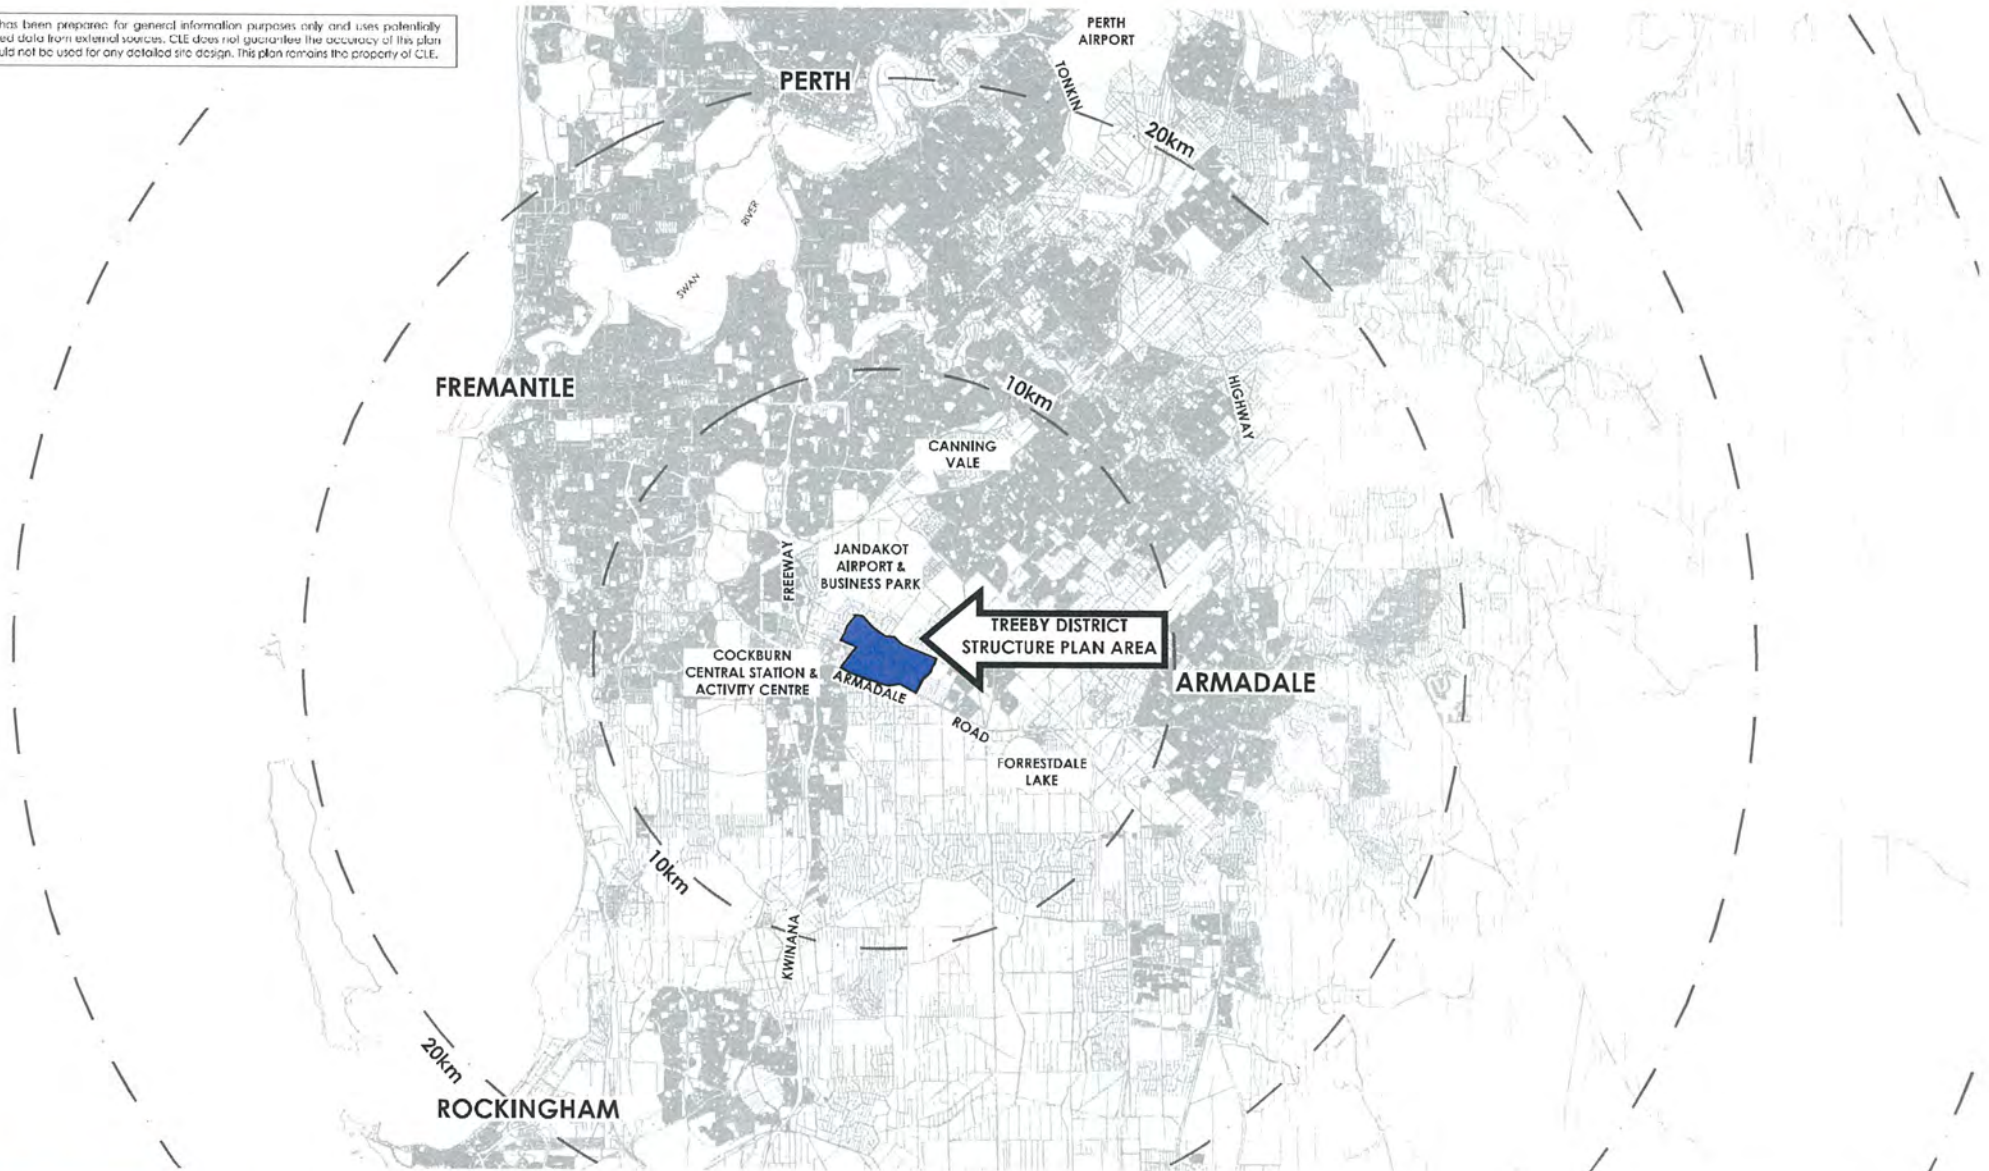 has been prepared for general information purposes only and uses potentially
ed data from external sources. CLE does not guarantee the accuracy of this plan
uld not be used for any detailed site design. This plan remains the property of CLE.
PERTH
AIRPORT
PERTH
TONKIN
20km
RIVER
SWAN
FREMANTLE
10km
HIGHWAY
CANNING
VALE
JANDAKOT
AIRPORT &
BUSINESS PARK
FREEWAY
TREEBY DISTRICT
STRUCTURE PLAN AREA
COCKBURN
CENTRAL STATION &
ACTIVITY CENTRE
ARMADALE
ARMADALE
ROAD
FORRESTDALE
LAKE
10km
KWINANA
20km
ROCKINGHAM